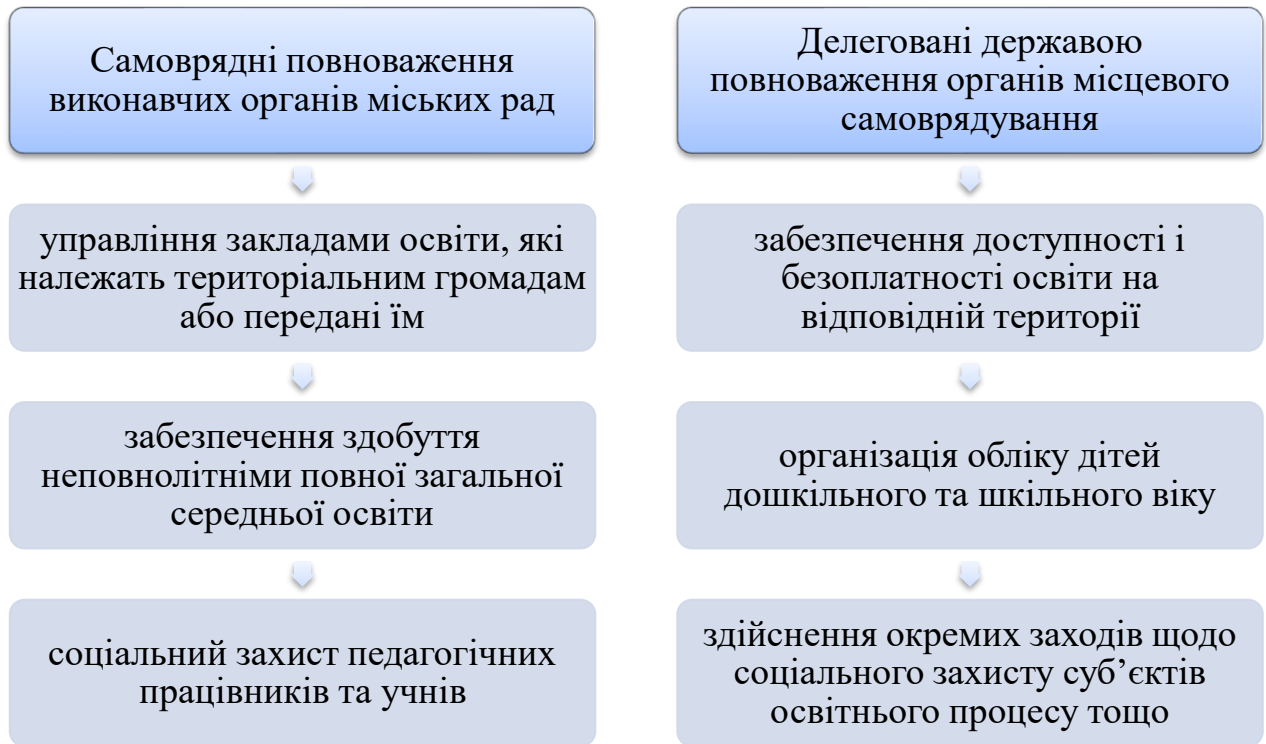 Самоврядні повноваження
виконавчих органів міських рад
управління закладами освіти, які
належать територіальним громадам
або передані їм
забезпечення здобуття
неповнолітніми повної загальної
середньої освіти
соціальний захист педагогічних
працівників та учнів
Делеговані державою
повноваження органів місцевого
самоврядування
забезпечення доступності і
безоплатності освіти на
відповідній території
організація обліку дітей
дошкільного та шкільного віку
здійснення окремих заходів щодо
соціального захисту суб’єктів
освітнього процесу тощо